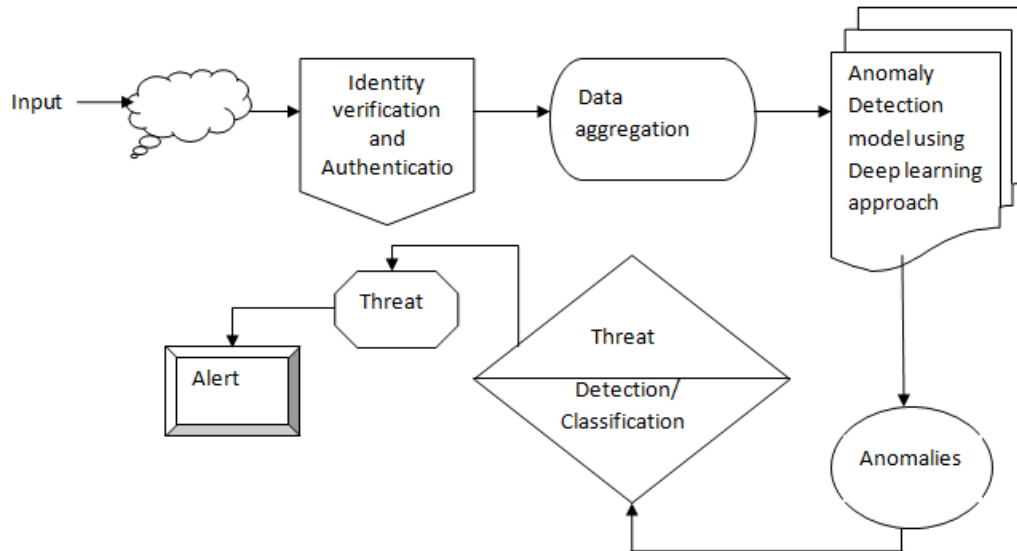 Input
Identity
verification
and
Authenticatio
Data
aggregation
Anomaly
Detection
model using
Deep learning
approach
Threat
Alert
Threat
Detection/
Classification
Anomalies